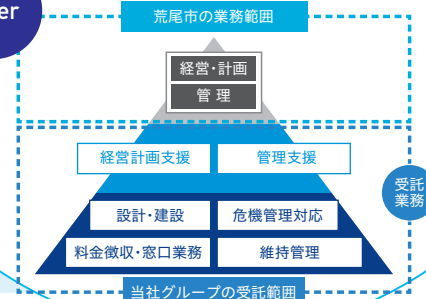 er
荒尾市の業務範囲
経営・計画
管 理
経営計画支援 管理支援
受託
業務
設計・建設 危機管理対応
料金徴収・窓口業務 維持管理
当社グループの受託範囲